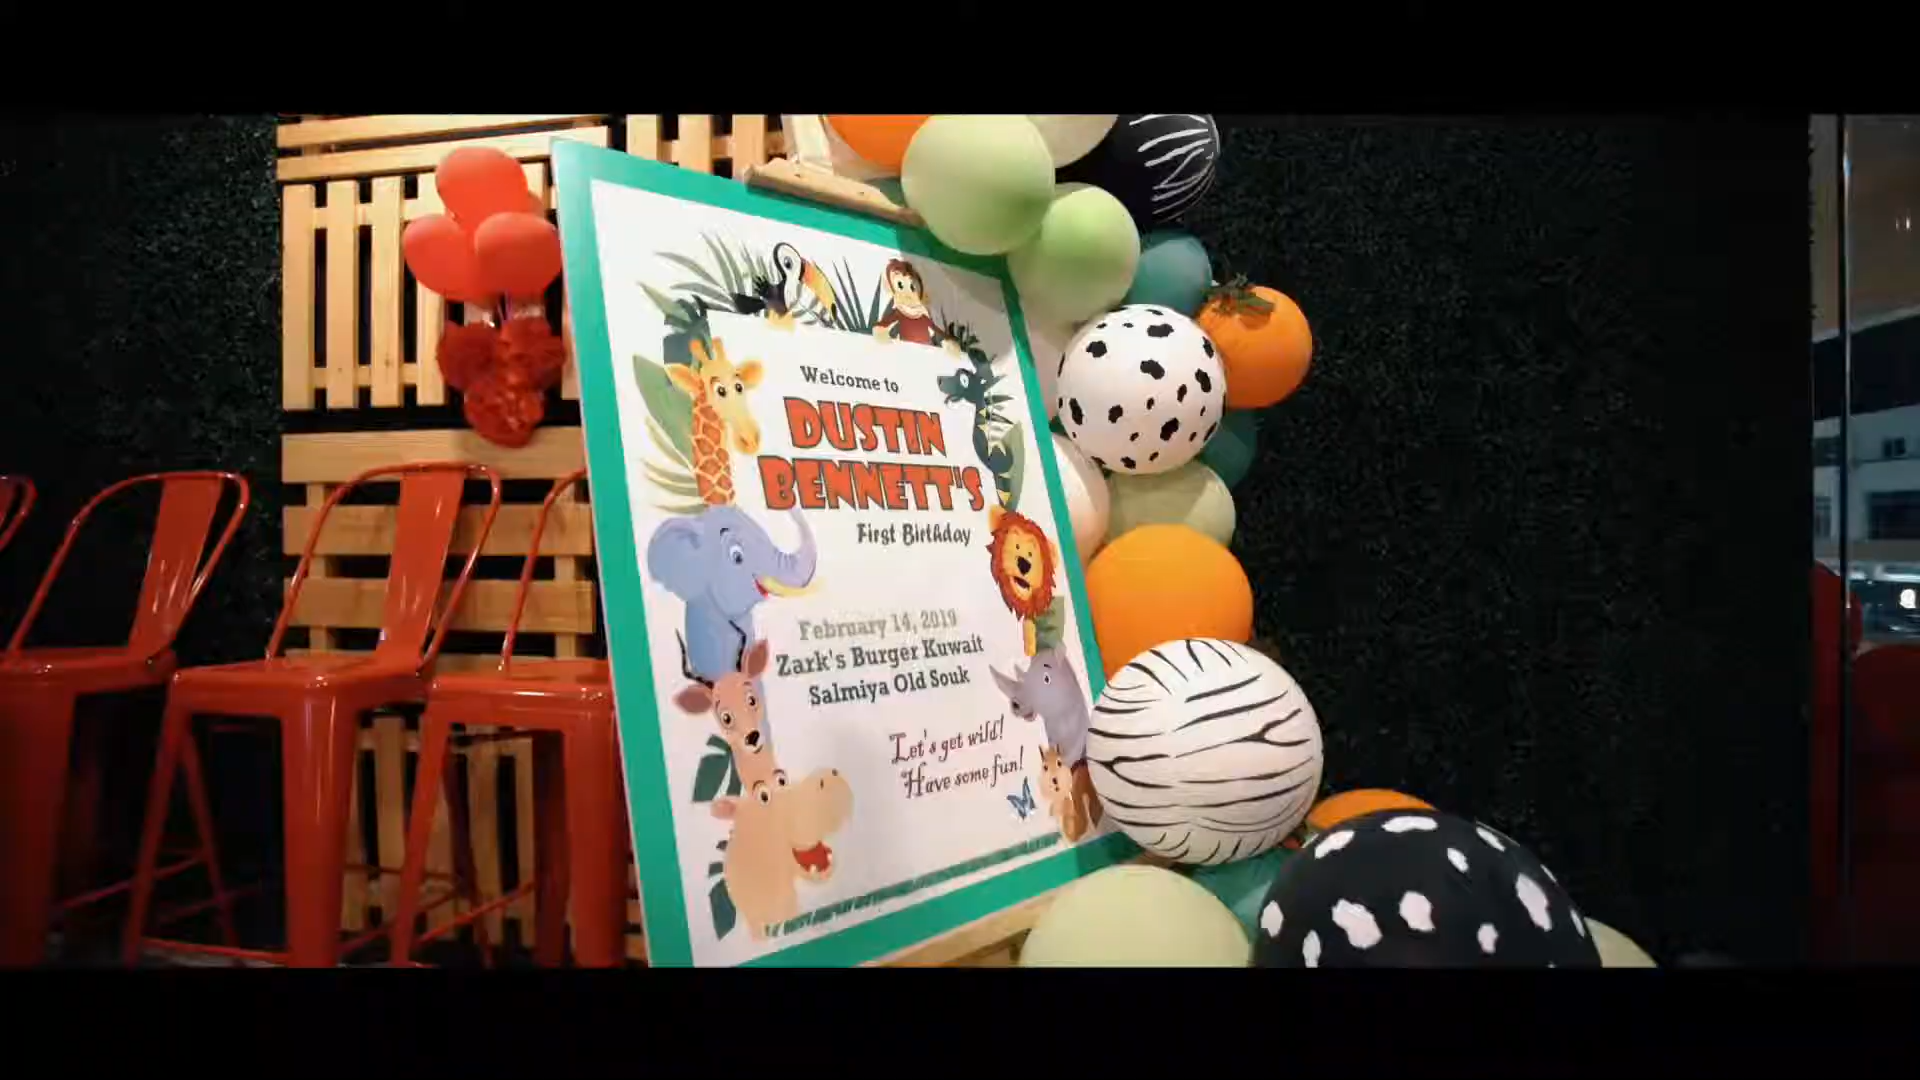 Welcome to
DUSTIN
BENNETT'S
First Birthday
February 14, 2019
Zark's Burger Kuwait
Salmiya Old Souk
Let's get wild!
Have some fun!